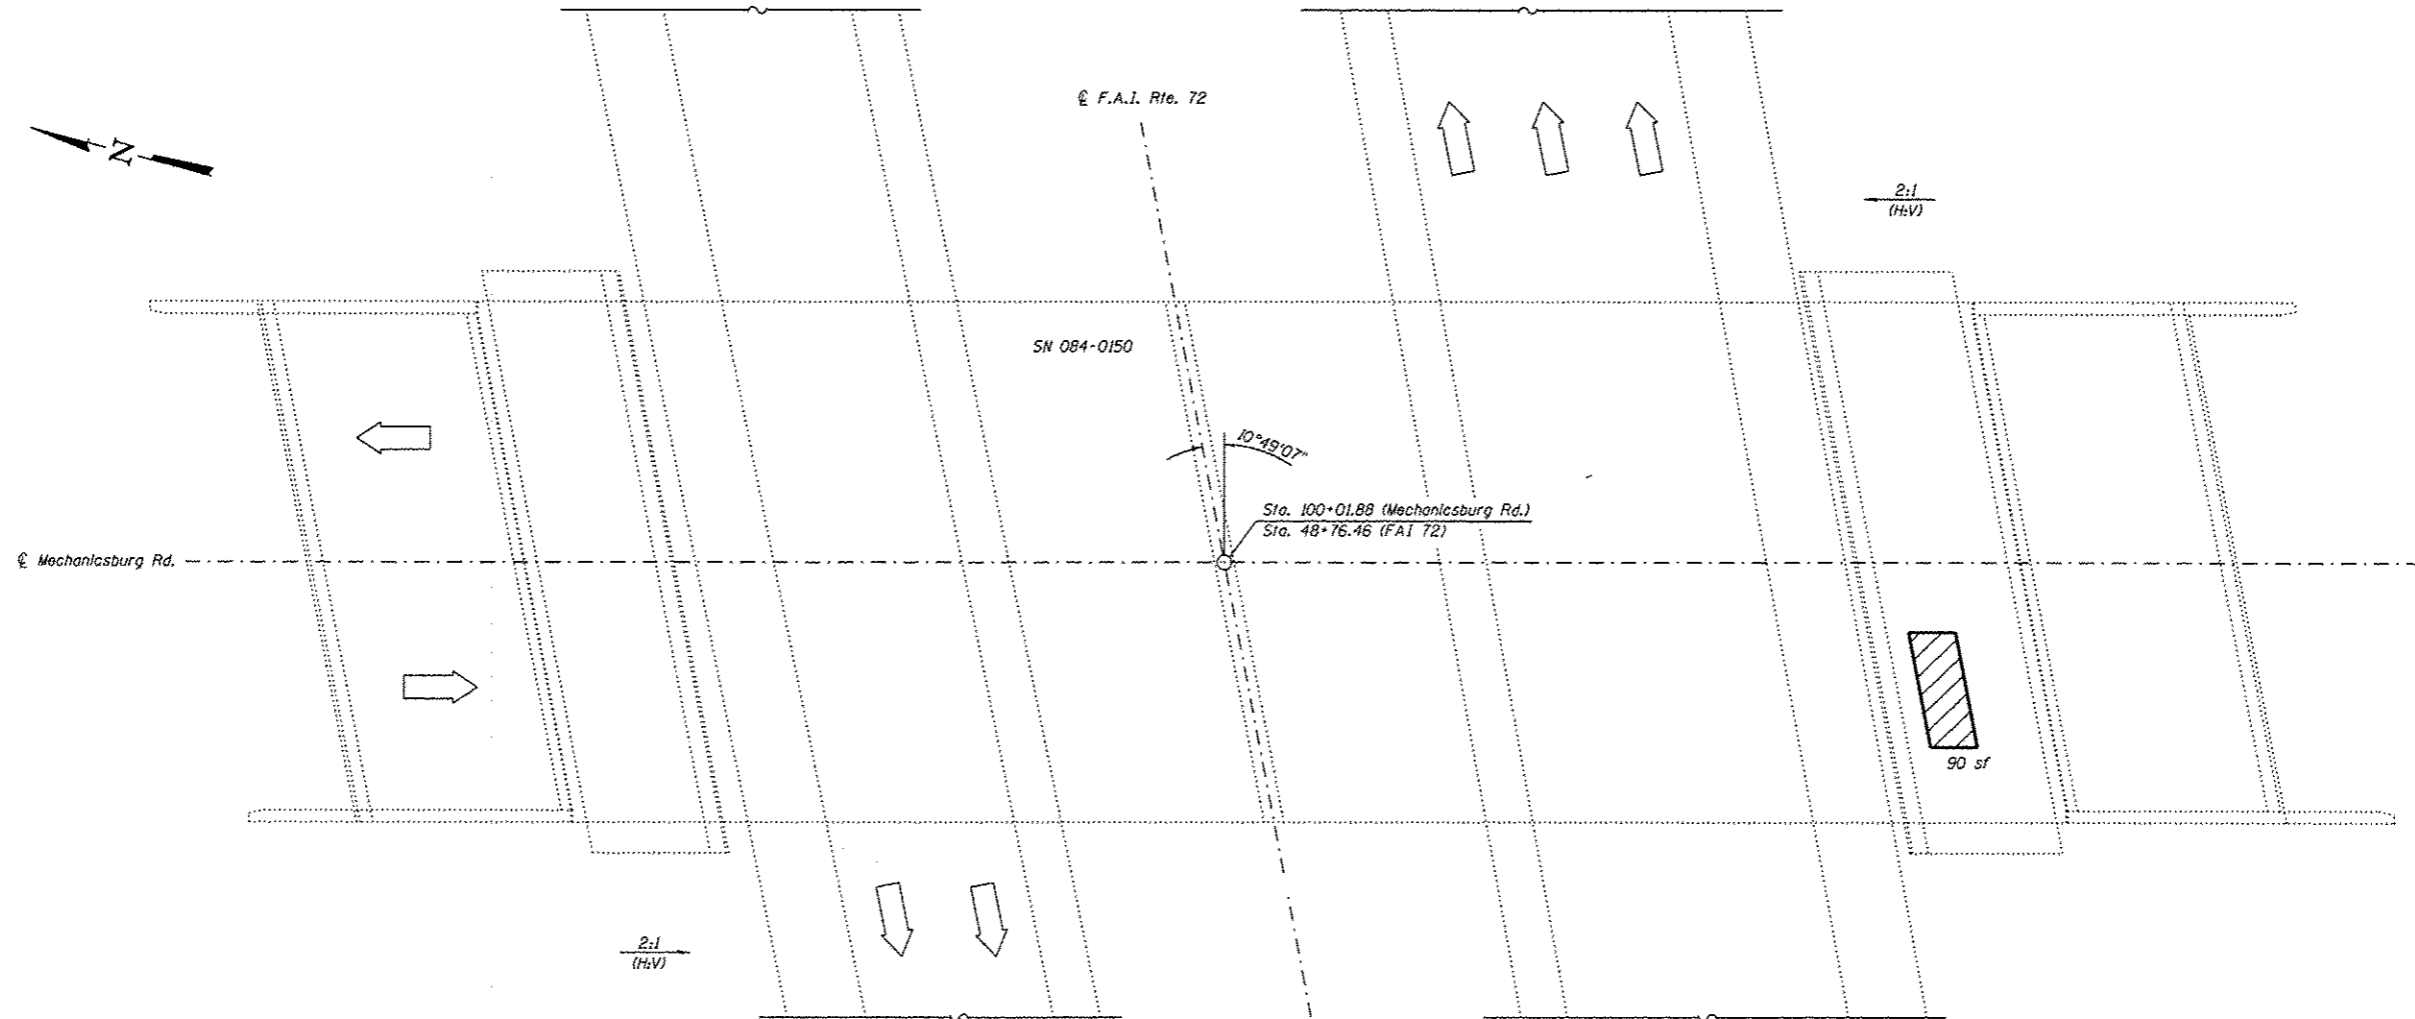 ℄ F.A.I. Rte. 72
N
2:1
(H:V)
SN 084-0150
10°49'07"
Sta. 100+01.88 (Mechanicsburg Rd.)
Sta. 48+76.46 (FAI 72)
℄ Mechanicsburg Rd.
90 sf
2:1
(H:V)